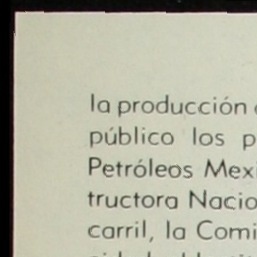 la producción
público los p
Petróleos Mexi
tructora Nacio
carril, la Comi